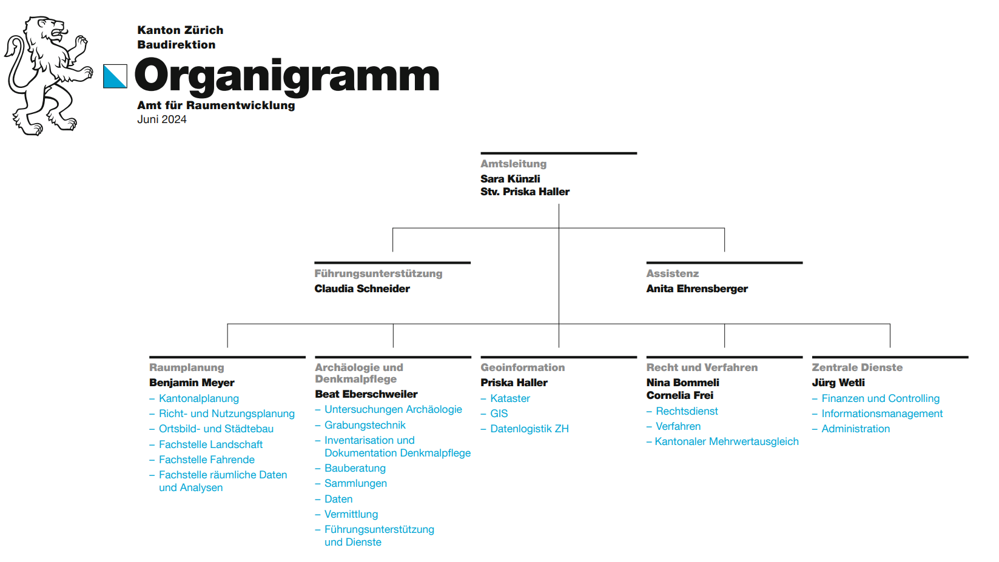 Kanton Zürich
Baudirektion
Organigramm
Amt für Raumentwicklung
Juni 2024
Amtsleitung
Sara Künzli
Stv. Priska Haller
Führungsunterstützung
Claudia Schneider
Assistenz
Anita Ehrensberger
Raumplanung
Benjamin Meyer
– Kantonalplanung
– Richt- und Nutzungsplanung
– Ortsbild- und Städtebau
– Fachstelle Landschaft
– Fachstelle Fahrende
– Fachstelle räumliche Daten
und Analysen
Archäologie und
Denkmalpflege
Beat Eberschweiler
– Untersuchungen Archäologie
– Grabungstechnik
– Inventarisation und
Dokumentation Denkmalpflege
– Bauberatung
– Sammlungen
– Daten
– Vermittlung
– Führungsunterstützung
und Dienste
Geoinformation
Priska Haller
– Kataster
– GIS
– Datenlogistik ZH
Recht und Verfahren
Nina Bommeli
Cornelia Frei
– Rechtsdienst
– Verfahren
– Kantonaler Mehrwertausgleich
Zentrale Dienste
Jürg Wetli
– Finanzen und Controlling
– Informationsmanagement
– Administration